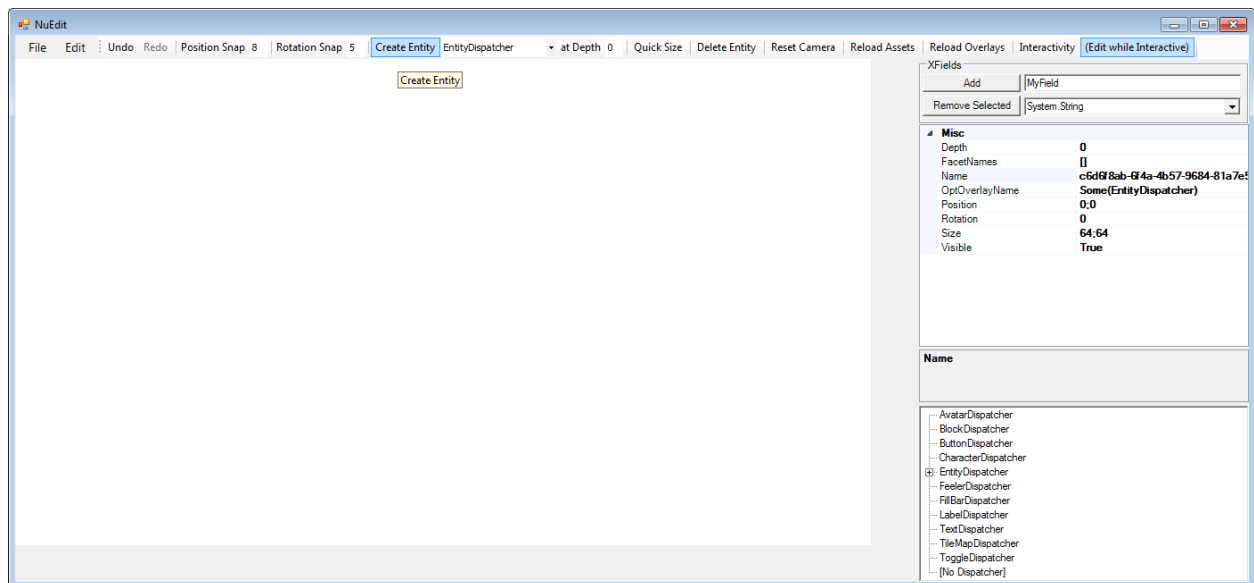 NuEdit
File Edit Undo Redo Position Snap 8 Rotation Snap 5 Create Entity EntityDispatcher at Depth 0 Quick Size Delete Entity Reset Camera Reload Assets Reload Overlays Interactivity (Edit while Interactive)
Create Entity
XFields
Add MyField
Remove Selected System.String
Misc
Depth 0
FacetNames []
Name c6d6f8ab-6f4a-4b57-9684-81a7e5
OptOverlayName Some(EntityDispatcher)
Position 0;0
Rotation 0
Size 64;64
Visible True
Name
AvatarDispatcher
BlockDispatcher
ButtonDispatcher
CharacterDispatcher
EntityDispatcher
FeelerDispatcher
FillBarDispatcher
LabelDispatcher
TextDispatcher
TileMapDispatcher
ToggleDispatcher
[No Dispatcher]